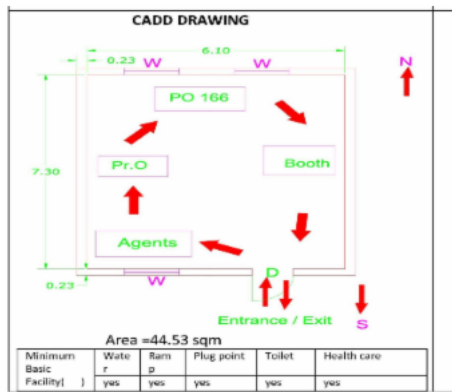 CADD DRAWING
6.10
0.23
W W
N
PO 166
7.30
Pr.O
Booth
Agents
D
0.23
W
Entrance / Exit
S
Area =44.53 sqm
Minimum Basic Facility( ) Wate r Ram p Plug point Toilet Health care
yes yes yes yes yes